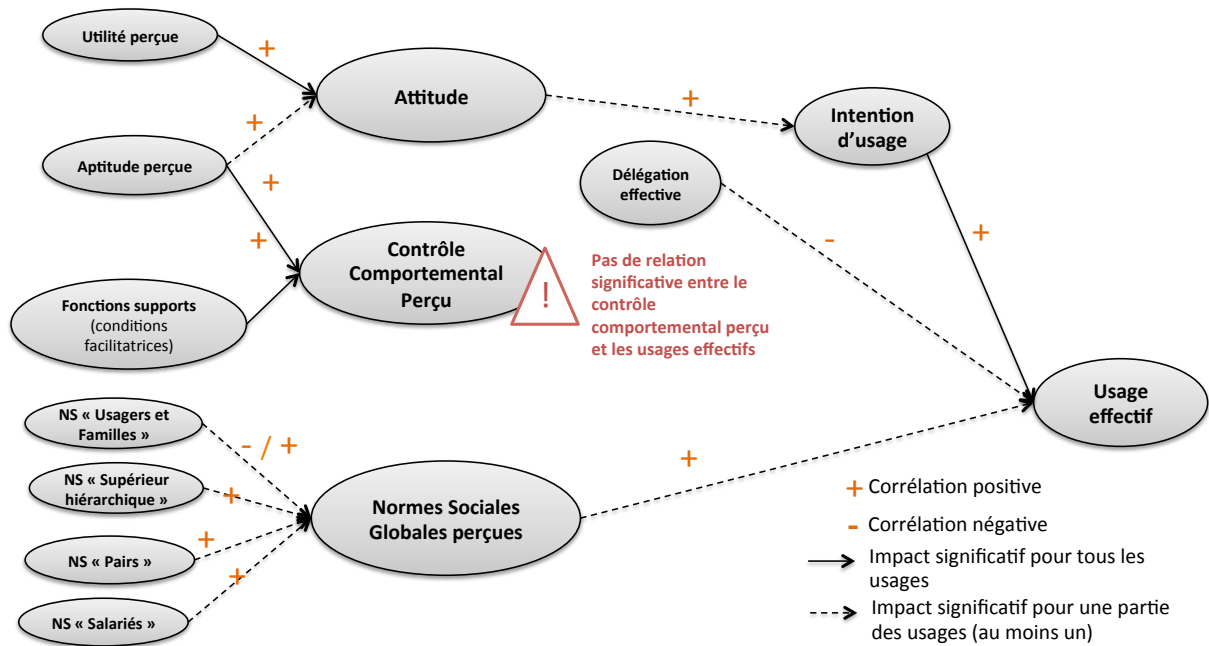 Utilité perçue
+
Attitude
+
+
Aptitude perçue
+
Intention
d’usage
Délégation
effective
+
-
+
Contrôle
Comportemental
Perçu
!
Pas de relation
significative entre le
contrôle
comportemental perçu
et les usages effectifs
Fonctions supports
(conditions
facilitatrices)
Usage
effectif
NS « Usagers et
Familles »
- / +
+
NS « Supérieur
hiérarchique »
+
Normes Sociales
Globales perçues
NS « Pairs »
+
NS « Salariés »
+
+ Corrélation positive
- Corrélation négative
Impact significatif pour tous les
usages
Impact significatif pour une partie
des usages (au moins un)